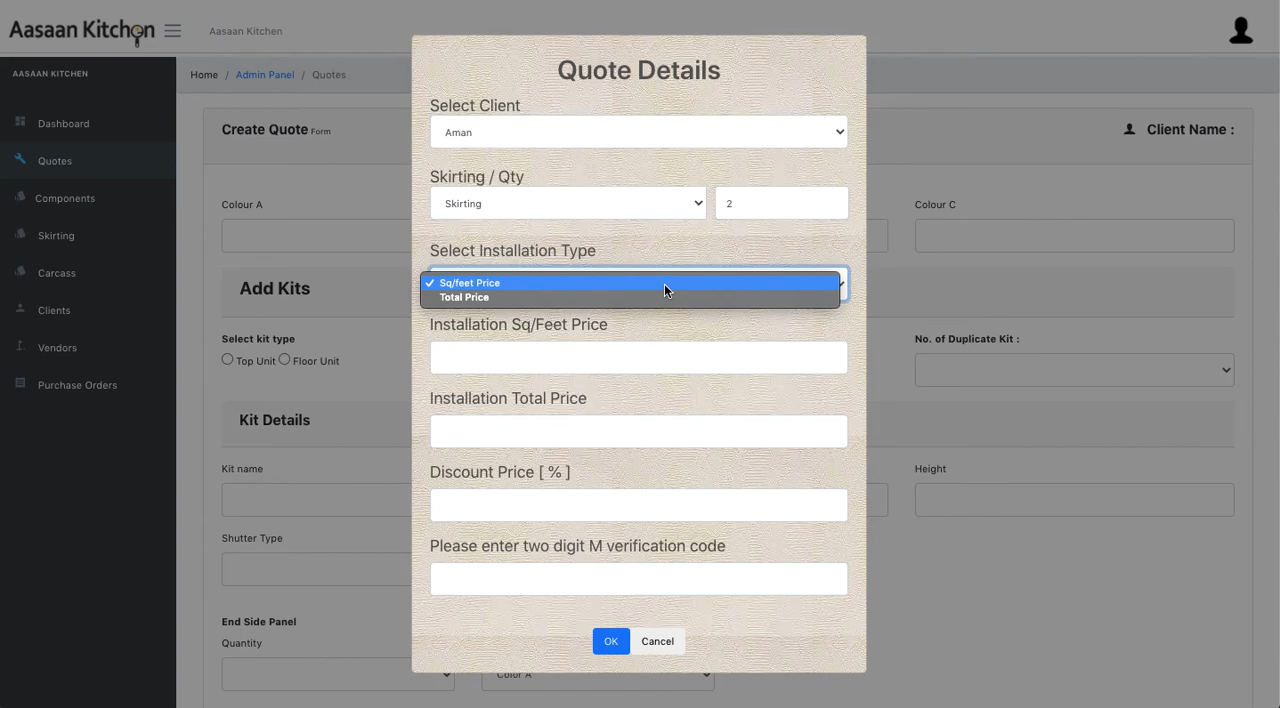 Aasaan Kitchen
Aasaan Kitchen
AASAAN KITCHEN
Dashboard
Quotes
Components
Skirting
Carcass
Clients
Vendors
Purchase Orders
Home / Admin Panel / Quotes
Create Quote Form
Client Name :
Colour A
Colour C
Add Kits
Select kit type
Top Unit Floor Unit
No. of Duplicate Kit :
Kit Details
Kit name
Height
Shutter Type
End Side Panel
Quantity
Color A
Quote Details
Select Client
Aman
Skirting / Qty
Skirting
2
Select Installation Type
Sq/feet Price
Total Price
Installation Sq/Feet Price
Installation Total Price
Discount Price [ % ]
Please enter two digit M verification code
OK
Cancel